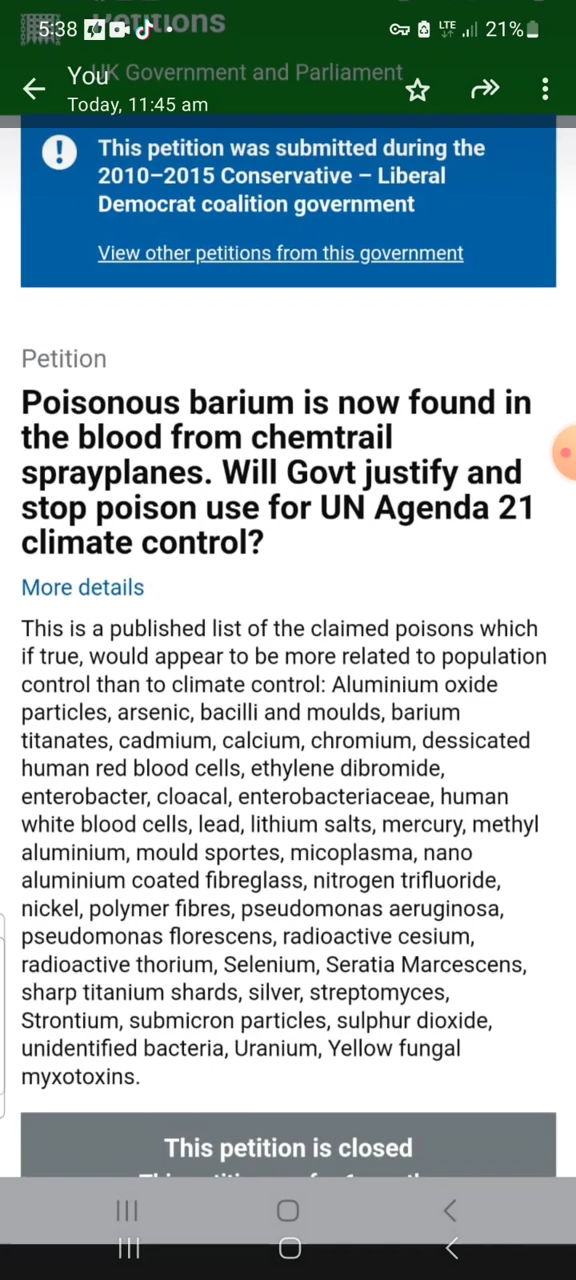 Petitions
5:38 LTE 21%
You
UK Government and Parliament
Today, 11:45 am
This petition was submitted during the
2010–2015 Conservative – Liberal
Democrat coalition government
View other petitions from this government
Petition
Poisonous barium is now found in
the blood from chemtrail
sprayplanes. Will Govt justify and
stop poison use for UN Agenda 21
climate control?
More details
This is a published list of the claimed poisons which
if true, would appear to be more related to population
control than to climate control: Aluminium oxide
particles, arsenic, bacilli and moulds, barium
titanates, cadmium, calcium, chromium, dessicated
human red blood cells, ethylene dibromide,
enterobacter, cloacal, enterobacteriaceae, human
white blood cells, lead, lithium salts, mercury, methyl
aluminium, mould sportes, micoplasma, nano
aluminium coated fibreglass, nitrogen trifluoride,
nickel, polymer fibres, pseudomonas aeruginosa,
pseudomonas florescens, radioactive cesium,
radioactive thorium, Selenium, Seratia Marcescens,
sharp titanium shards, silver, streptomyces,
Strontium, submicron particles, sulphur dioxide,
unidentified bacteria, Uranium, Yellow fungal
myxotoxins.
This petition is closed